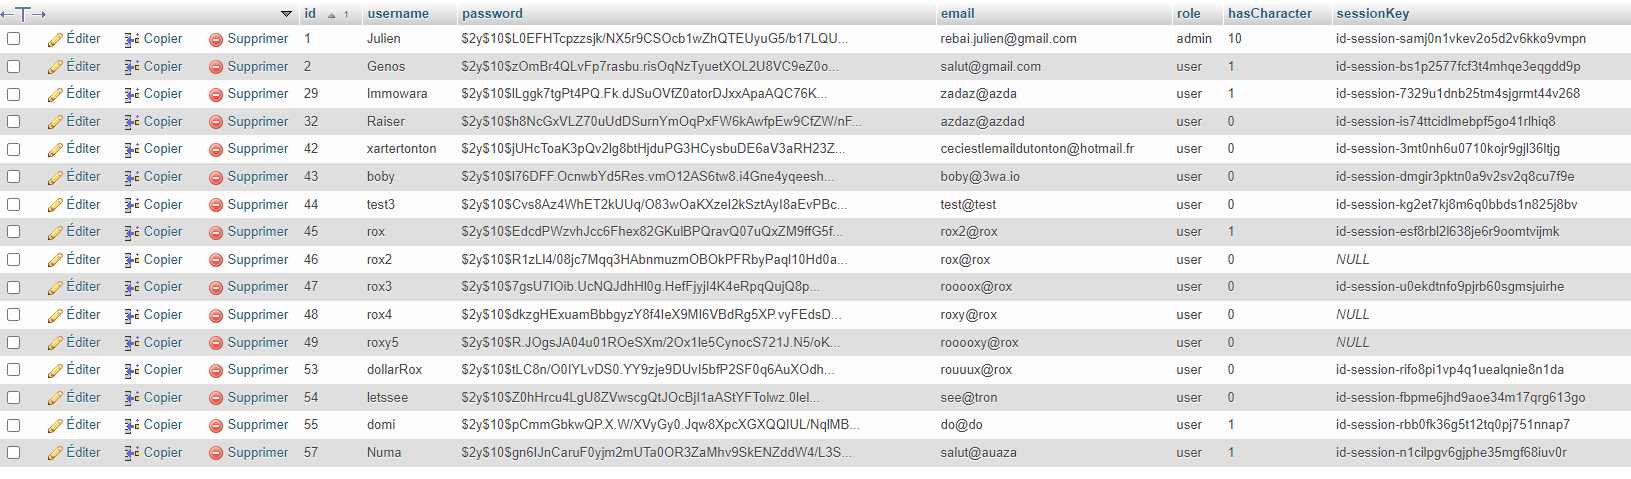 id 1 username password email role hasCharacter sessionKey
Éditer Copier Supprimer 1 Julien $2y$10$L0EFHTcpzzsjk/NX5r9CSOcb1wZhQTEUyuG5/b17LQU... rebai.julien@gmail.com admin 10 id-session-samj0n1vkev2o5d2v6kko9vmpn
Éditer Copier Supprimer 2 Genos $2y$10$zOmBr4QLvFp7rasbu.risOqNzTyuetXOL2U8VC9eZ0o... salut@gmail.com user 1 id-session-bs1p2577fcf3t4mhqe3eqgdd9p
Éditer Copier Supprimer 29 Immowara $2y$10$ILggk7tgPt4PQ.Fk.dJSuOVfZ0atorDJxxApaAQC76K... zadaz@azda user 1 id-session-7329u1dnb25tm4sjgrmt44v268
Éditer Copier Supprimer 32 Raiser $2y$10$h8NcGxVLZ70uUdDSurnYmOqPxFW6kAwfpEw9CfZW/nF... azdaz@azdad user 0 id-session-is74ttcidlmebpf5go41rlhiq8
Éditer Copier Supprimer 42 xartertonton $2y$10$jUHcToaK3pQv2lg8btHjduPG3HCysbuDE6aV3aRH23Z... ceciestlemaildutonton@hotmail.fr user 0 id-session-3mt0nh6u0710kojr9gjl36ltjg
Éditer Copier Supprimer 43 boby $2y$10$I76DFF.OcnwbYd5Res.vmO12AS6tw8.i4Gne4yqeesh... boby@3wa.io user 0 id-session-dmgir3pktn0a9v2sv2q8cu7f9e
Éditer Copier Supprimer 44 test3 $2y$10$Cvs8Az4WhET2kUUq/O83wOaKXzeI2kSztAyI8aEvPBc... test@test user 0 id-session-kg2et7kj8m6q0bbds1n825j8bv
Éditer Copier Supprimer 45 rox $2y$10$EdcdPWzvhJcc6Fhex82GKulBPQravQ07uQxZM9ffG5f... rox2@rox user 1 id-session-esf8rbl2l638je6r9oomtvijmk
Éditer Copier Supprimer 46 rox2 $2y$10$R1zLI4/08jc7Mqq3HAbnmuzmOBOkPFRbyPaqI10Hd0a... rox@rox user 0 NULL
Éditer Copier Supprimer 47 rox3 $2y$10$7gsU7IOib.UcNQJdhHI0g.HefFjyjI4K4eRpqQujQ8p... roooox@rox user 0 id-session-u0ekdtnfo9pjrb60sgmsjuirhe
Éditer Copier Supprimer 48 rox4 $2y$10$dkzgHExuamBbbgyzY8f4IeX9MI6VBdRg5XP.vyFEdsD... roxy@rox user 0 NULL
Éditer Copier Supprimer 49 roxy5 $2y$10$R.JOgsJA04u01ROeSXm/2Ox1Ie5CynocS721J.N5/oK... rooooxy@rox user 0 NULL
Éditer Copier Supprimer 53 dollarRox $2y$10$tLC8n/O0IYLvDS0.YY9zje9DUvI5bfP2SF0q6AuXOdh... rouuux@rox user 0 id-session-rifo8pi1vp4q1uealqnie8n1da
Éditer Copier Supprimer 54 letssee $2y$10$Z0hHrcu4LgU8ZVwscgQtJOcBjI1aAStYFTolwz.0lel... see@tron user 0 id-session-fbpme6jhd9aoe34m17qrg613go
Éditer Copier Supprimer 55 domi $2y$10$pCmmGbkwQP.X.W/XVyGy0.Jqw8XpcXGXQQIUL/NqlMB... do@do user 1 id-session-rbb0fk36g5t12tq0pj751nnap7
Éditer Copier Supprimer 57 Numa $2y$10$gn6IJnCaruF0yjm2mUTa0OR3ZaMhv9SkENZddW4/L3S... salut@auaza user 1 id-session-n1cilpgv6gjphe35mgf68iuv0r